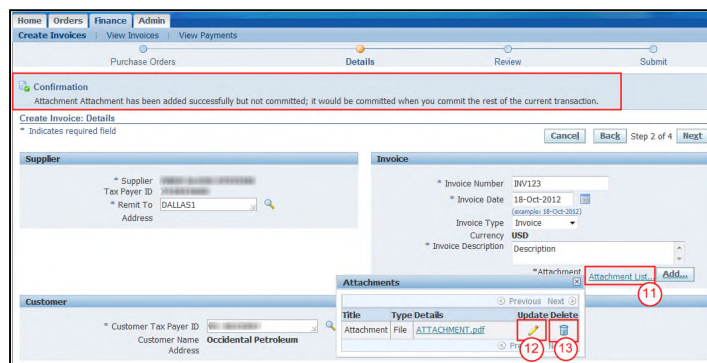 Home Orders Finance Admin
Create Invoices | View Invoices | View Payments
Purchase Orders Details Review Submit
Confirmation
Attachment Attachment has been added successfully but not committed; it would be committed when you commit the rest of the current transaction.
Create Invoice: Details
* Indicates required field
Cancel Back Step 2 of 4 Next
Supplier
* Supplier
Tax Payer ID
* Remit To DALLAS1
Address
Invoice
* Invoice Number INV123
* Invoice Date 18-Oct-2012
(example: 18-Oct-2012)
Invoice Type Invoice
Currency USD
* Invoice Description Description
*Attachment Attachment List... Add...
11
Customer
* Customer Tax Payer ID
Customer Name Occidental Petroleum
Address
Attachments
Previous Next
Title Type Details Update Delete
Attachment File ATTACHMENT.pdf
12 13